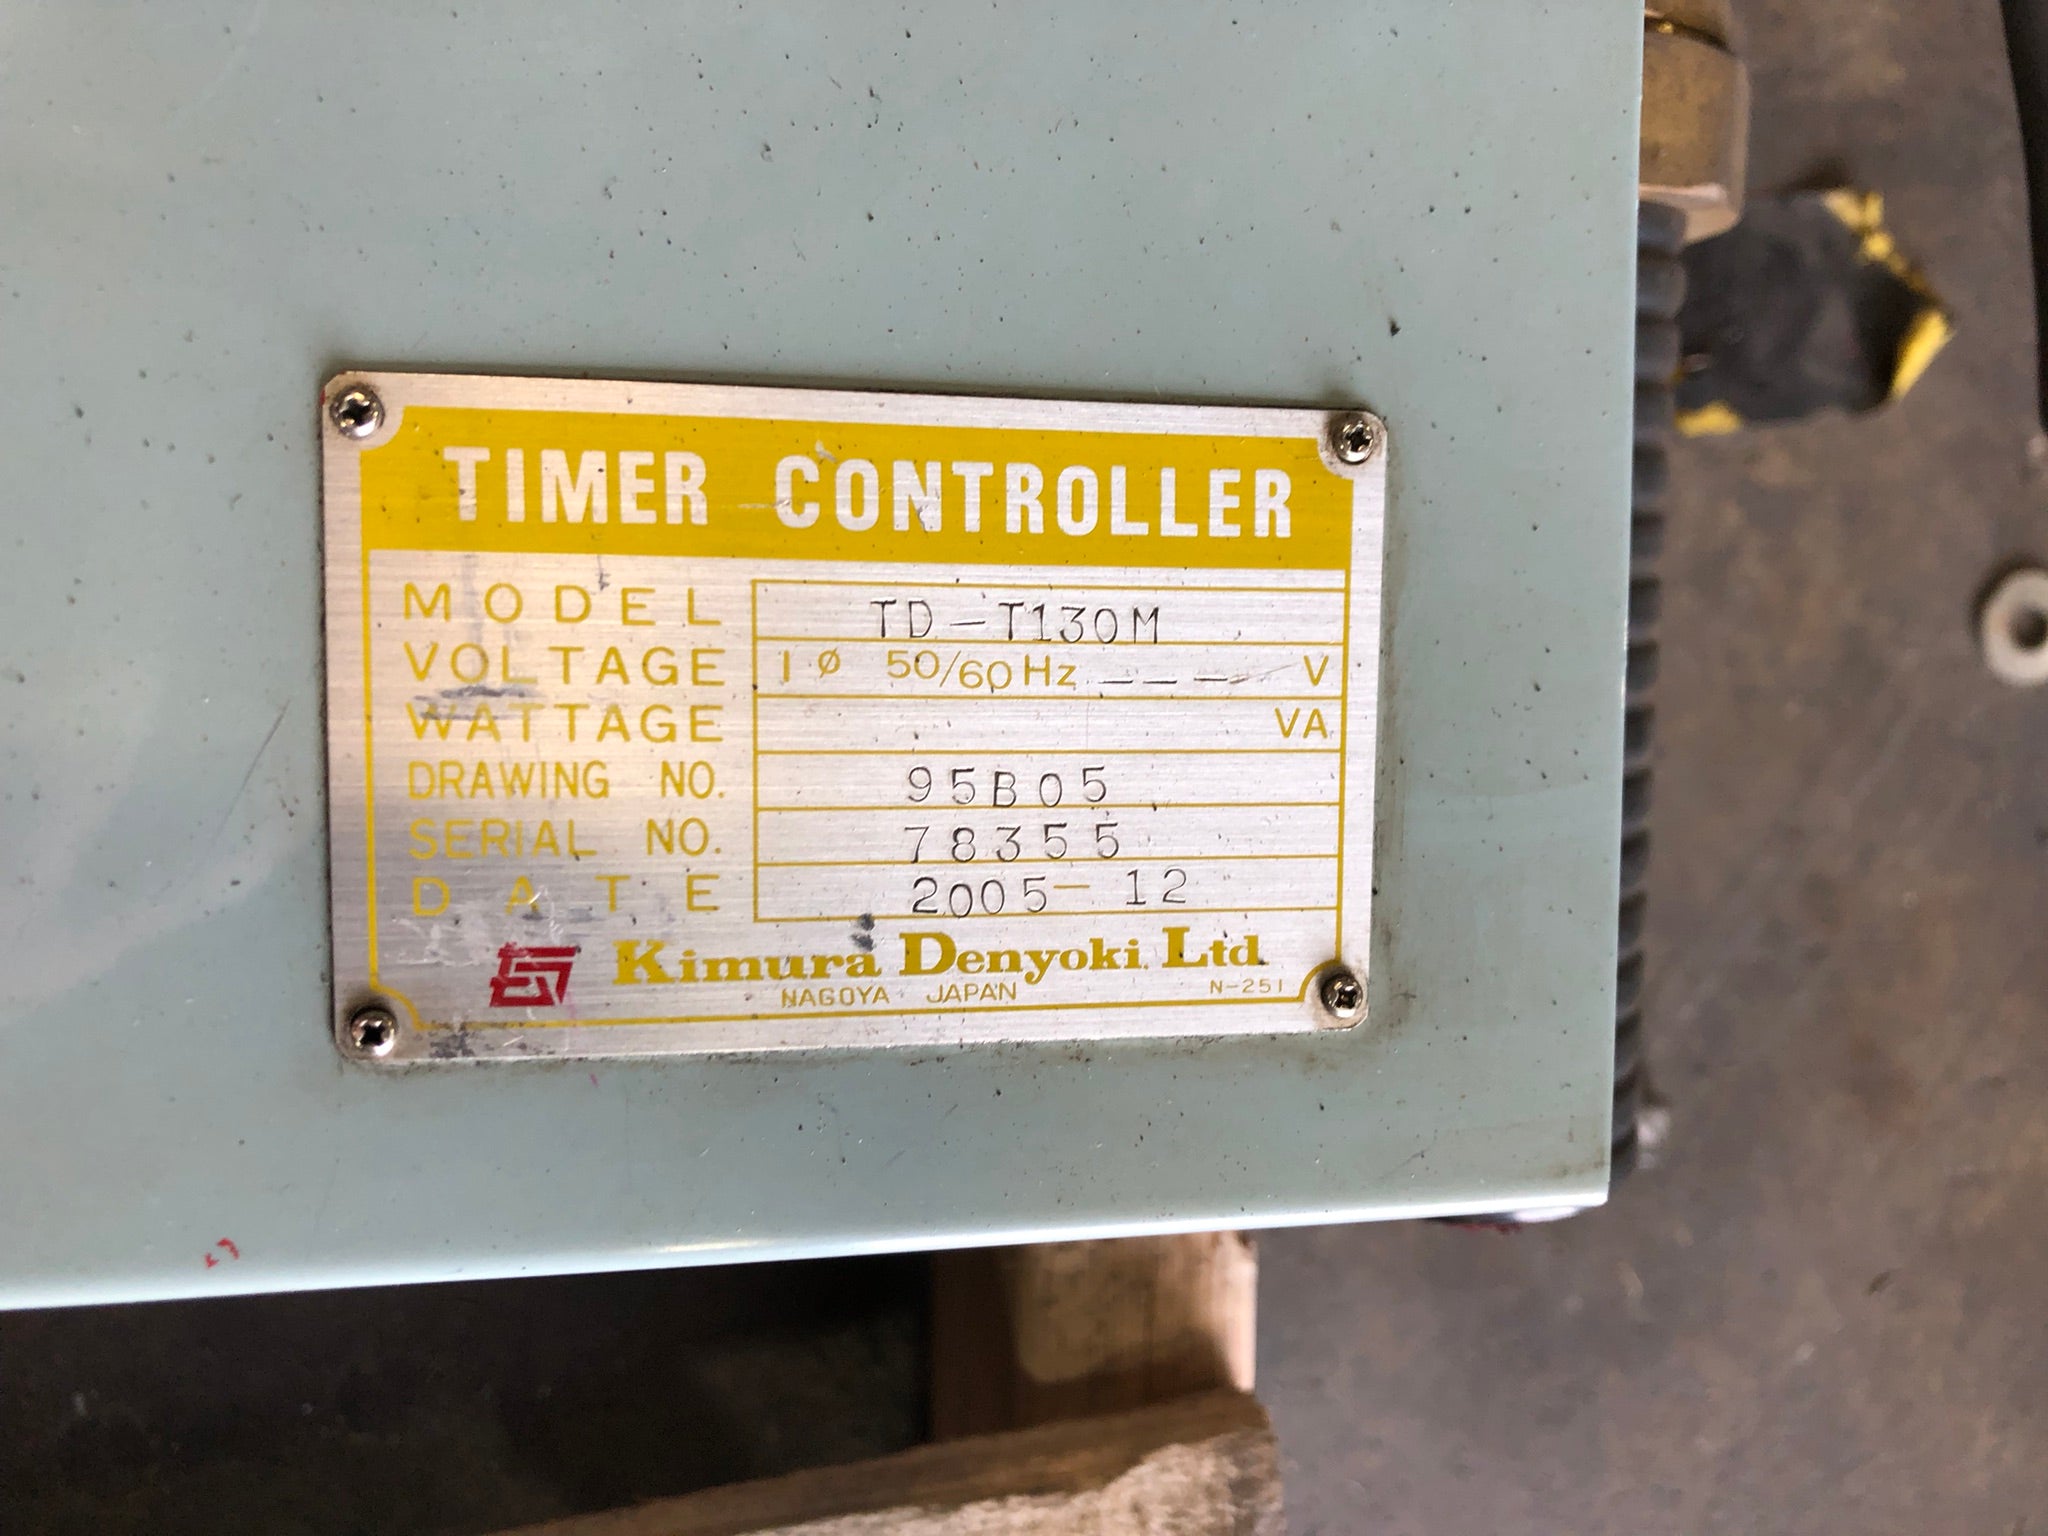 TIMER CONTROLLER
MODEL TD-T130M
VOLTAGE 1ø 50/60Hz ---- V
WATTAGE VA
DRAWING NO. 95B05
SERIAL NO. 78355
DATE 2005-12
Kimura Denyoki Ltd
NAGOYA JAPAN N-251